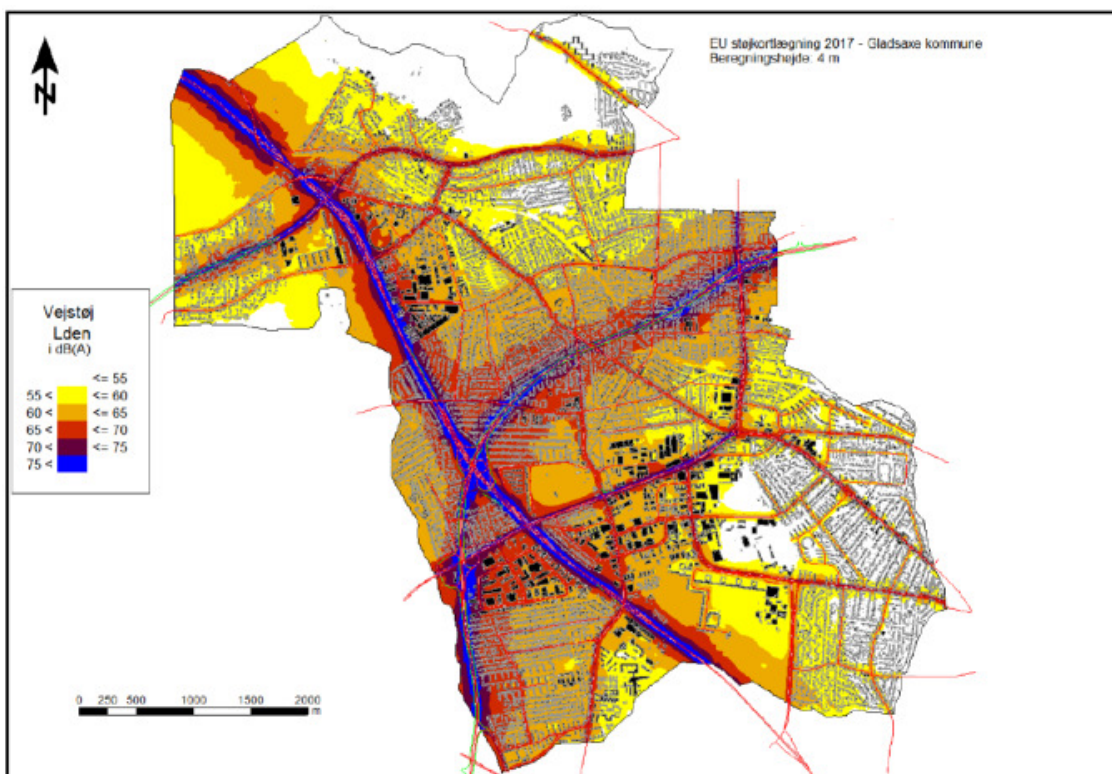 EU støjkortlægning 2017 - Gladsaxe kommune
Beregningshøjde: 4 m
N
Vejstøj
Lden
i dB(A)
<= 55
55 < <= 60
60 < <= 65
65 < <= 70
70 < <= 75
75 <
0 250 500 1000 1500 2000
m